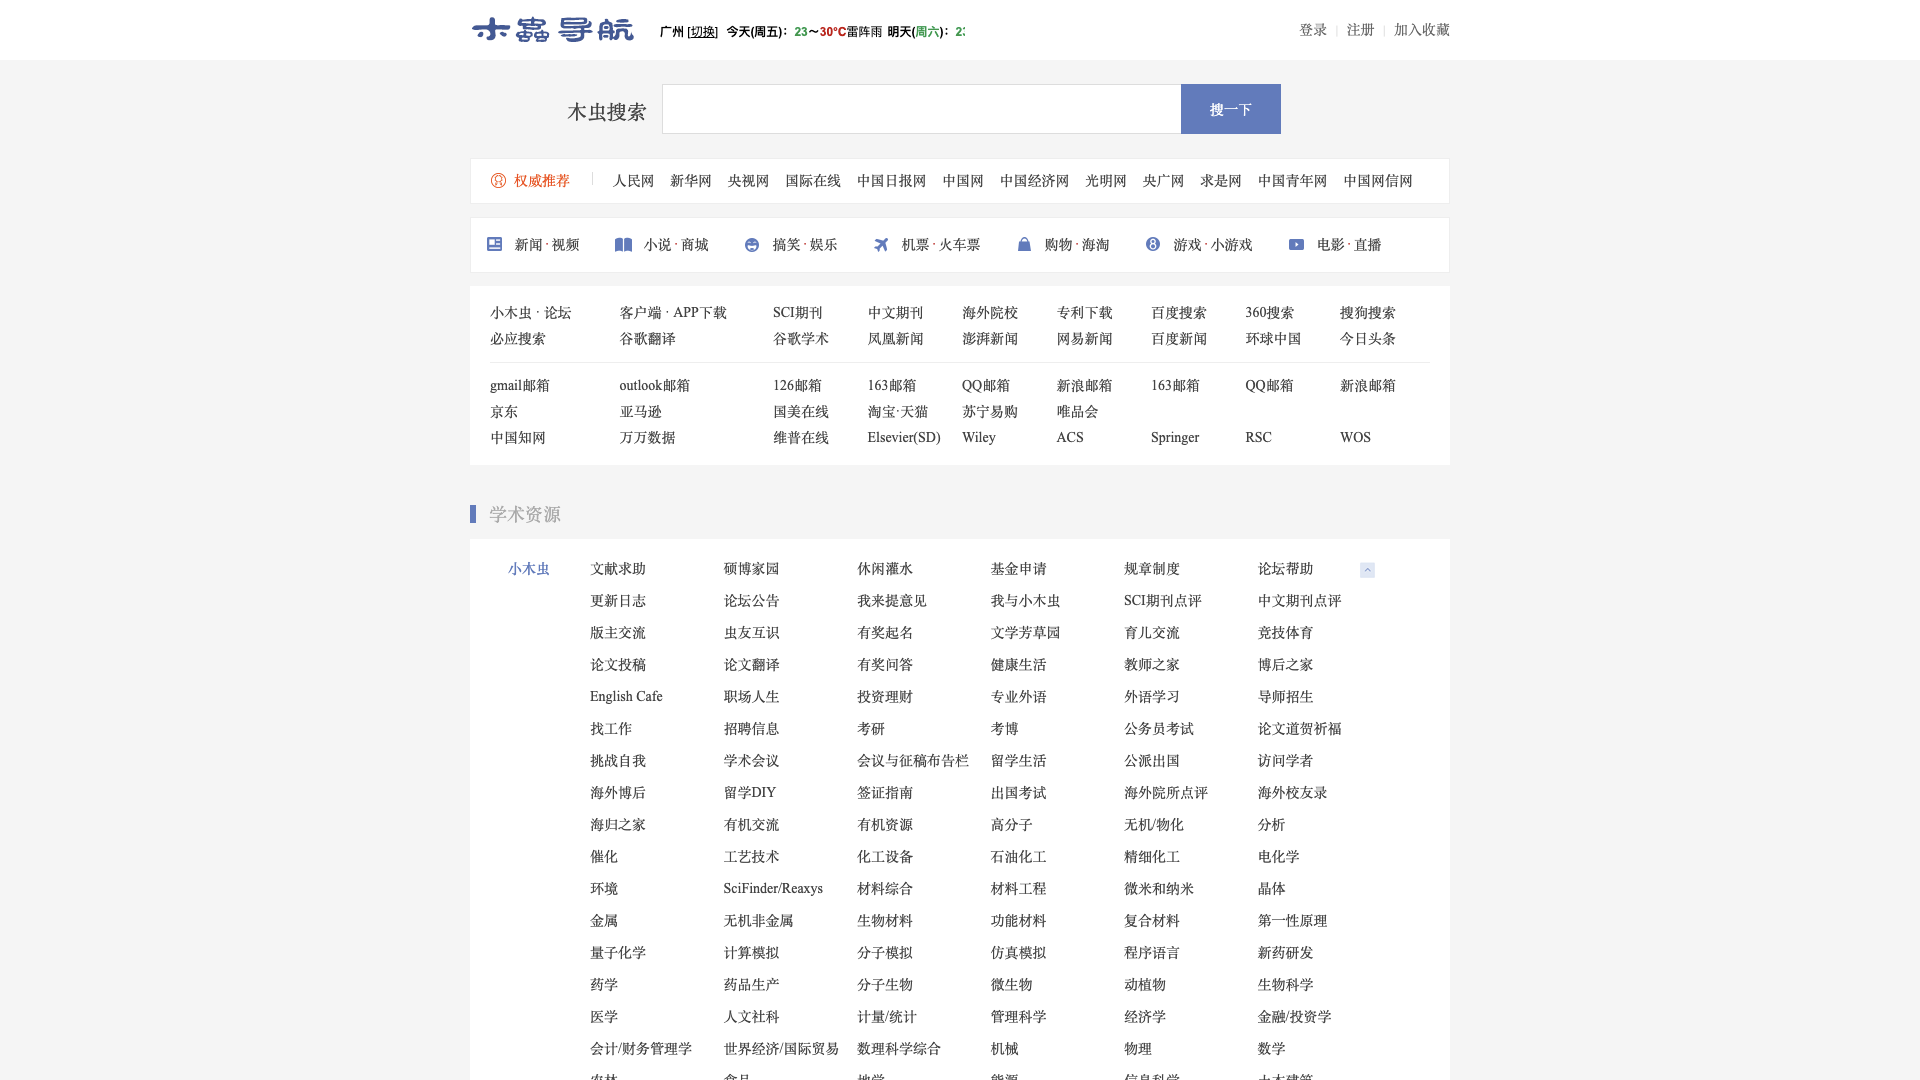 木蟲导航
广州 [切换] 今天(周五)：23～30℃雷阵雨 明天(周六)：23
登录 | 注册 | 加入收藏
木虫搜索 搜一下
权威推荐 人民网 新华网 央视网 国际在线 中国日报网 中国网 中国经济网 光明网 央广网 求是网 中国青年网 中国网信网
新闻·视频 小说·商城 搞笑·娱乐 机票·火车票 购物·海淘 游戏·小游戏 电影·直播
小木虫·论坛 客户端·APP下载 SCI期刊 中文期刊 海外院校 专利下载 百度搜索 360搜索 搜狗搜索
必应搜索 谷歌翻译 谷歌学术 凤凰新闻 澎湃新闻 网易新闻 百度新闻 环球中国 今日头条
gmail邮箱 outlook邮箱 126邮箱 163邮箱 QQ邮箱 新浪邮箱 163邮箱 QQ邮箱 新浪邮箱
京东 亚马逊 国美在线 淘宝·天猫 苏宁易购 唯品会
中国知网 万万数据 维普在线 Elsevier(SD) Wiley ACS Springer RSC WOS
学术资源
小木虫 文献求助 硕博家园 休闲灌水 基金申请 规章制度 论坛帮助
更新日志 论坛公告 我来提意见 我与小木虫 SCI期刊点评 中文期刊点评
版主交流 虫友互识 有奖起名 文学芳草园 育儿交流 竞技体育
论文投稿 论文翻译 有奖问答 健康生活 教师之家 博后之家
English Cafe 职场人生 投资理财 专业外语 外语学习 导师招生
找工作 招聘信息 考研 考博 公务员考试 论文道贺祈福
挑战自我 学术会议 会议与征稿布告栏 留学生活 公派出国 访问学者
海外博后 留学DIY 签证指南 出国考试 海外院所点评 海外校友录
海归之家 有机交流 有机资源 高分子 无机/物化 分析
催化 工艺技术 化工设备 石油化工 精细化工 电化学
环境 SciFinder/Reaxys 材料综合 材料工程 微米和纳米 晶体
金属 无机非金属 生物材料 功能材料 复合材料 第一性原理
量子化学 计算模拟 分子模拟 仿真模拟 程序语言 新药研发
药学 药品生产 分子生物 微生物 动植物 生物科学
医学 人文社科 计量/统计 管理科学 经济学 金融/投资学
会计/财务管理学 世界经济/国际贸易 数理科学综合 机械 物理 数学
农林 食品 地学 能源 信息科学 土木建筑